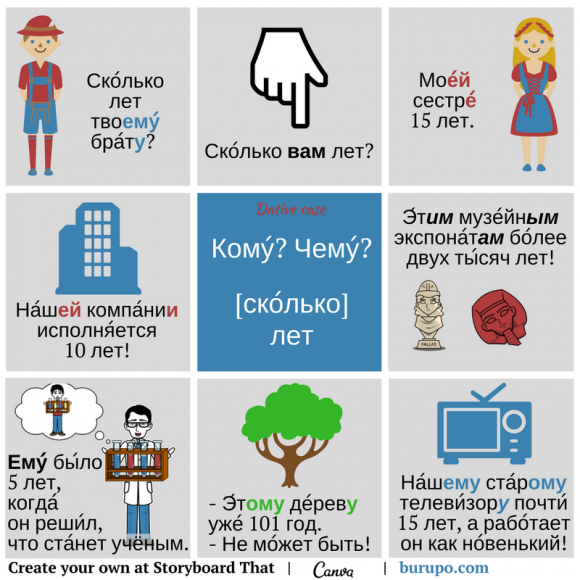 Ско́лько
лет
твоему́
бра́ту?
Ско́лько вам лет?
Мое́й
сестре́
15 лет.
На́шей компа́нии
исполня́ется
10 лет!
Dative case
Кому́? Чему́?
[ско́лько]
лет
Э́тим музе́йным
экспона́там бо́лее
двух ты́сяч лет!
PALLAS
Ему́ бы́ло
5 лет,
когда́
он реши́л,
что ста́нет учёным.
- Э́тому де́реву
уже́ 101 год.
- Не мо́жет быть!
На́шему ста́рому
телеви́зору почти́
15 лет, а рабо́тает
он как но́венький!
Create your own at Storyboard That | Canva | burupo.com